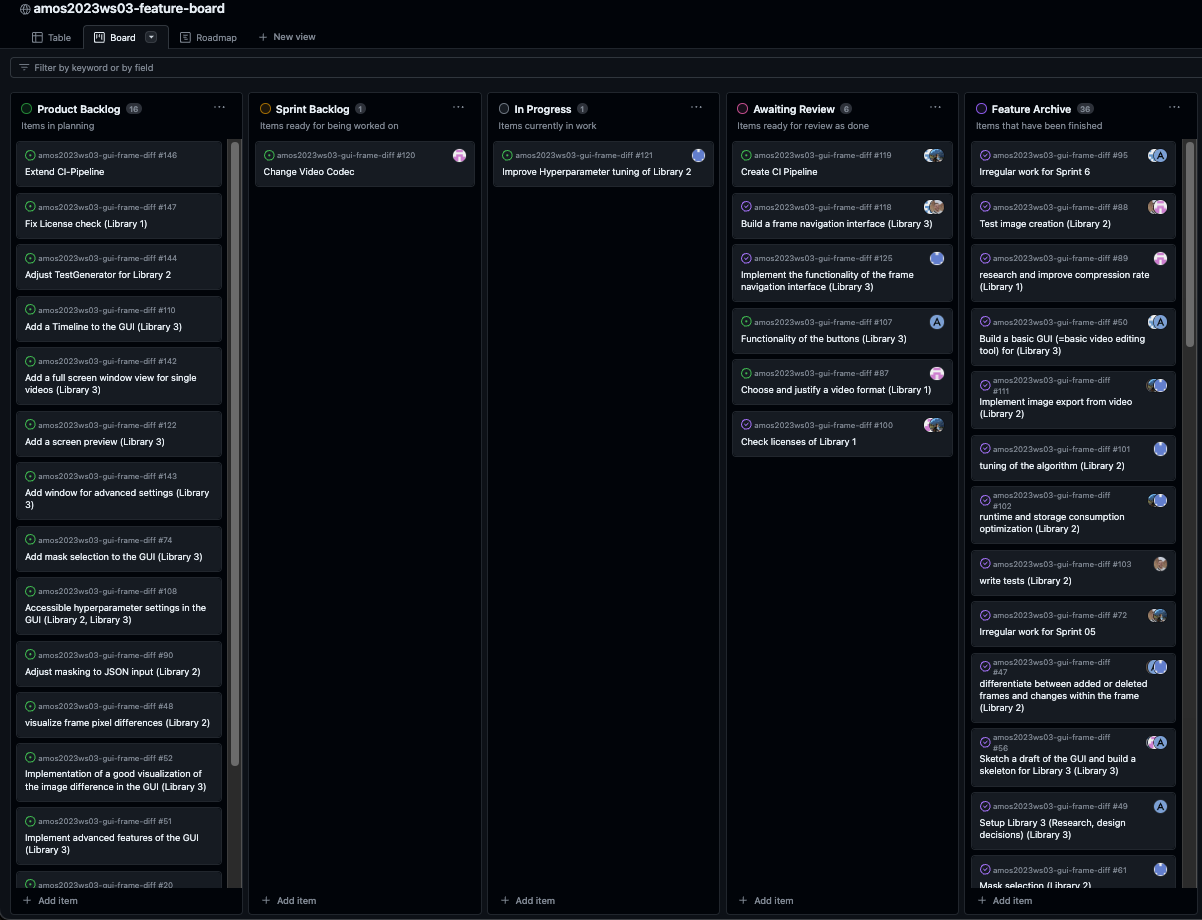 amos2023ws03-feature-board
Table
Board
Roadmap
New view
Filter by keyword or by field
Product Backlog 16
Items in planning
amos2023ws03-gui-frame-diff #146
Extend CI-Pipeline
amos2023ws03-gui-frame-diff #147
Fix License check (Library 1)
amos2023ws03-gui-frame-diff #144
Adjust TestGenerator for Library 2
amos2023ws03-gui-frame-diff #110
Add a Timeline to the GUI (Library 3)
amos2023ws03-gui-frame-diff #142
Add a full screen window view for single
videos (Library 3)
amos2023ws03-gui-frame-diff #122
Add a screen preview (Library 3)
amos2023ws03-gui-frame-diff #143
Add window for advanced settings (Library
3)
amos2023ws03-gui-frame-diff #74
Add mask selection to the GUI (Library 3)
amos2023ws03-gui-frame-diff #108
Accessible hyperparameter settings in the
GUI (Library 2, Library 3)
amos2023ws03-gui-frame-diff #90
Adjust masking to JSON input (Library 2)
amos2023ws03-gui-frame-diff #48
visualize frame pixel differences (Library 2)
amos2023ws03-gui-frame-diff #52
Implementation of a good visualization of
the image difference in the GUI (Library 3)
amos2023ws03-gui-frame-diff #51
Implement advanced features of the GUI
(Library 3)
amos2023ws03-gui-frame-diff #20
Add item
Sprint Backlog 1
Items ready for being worked on
amos2023ws03-gui-frame-diff #120
Change Video Codec
Add item
In Progress 1
Items currently in work
amos2023ws03-gui-frame-diff #121
Improve Hyperparameter tuning of Library 2
Add item
Awaiting Review 6
Items ready for review as done
amos2023ws03-gui-frame-diff #119
Create CI Pipeline
amos2023ws03-gui-frame-diff #118
Build a frame navigation interface (Library 3)
amos2023ws03-gui-frame-diff #125
Implement the functionality of the frame
navigation interface (Library 3)
amos2023ws03-gui-frame-diff #107
A
Functionality of the buttons (Library 3)
amos2023ws03-gui-frame-diff #87
Choose and justify a video format (Library 1)
amos2023ws03-gui-frame-diff #100
Check licenses of Library 1
Add item
Feature Archive 36
Items that have been finished
amos2023ws03-gui-frame-diff #95
A
Irregular work for Sprint 6
amos2023ws03-gui-frame-diff #88
Test image creation (Library 2)
amos2023ws03-gui-frame-diff #89
research and improve compression rate
(Library 1)
amos2023ws03-gui-frame-diff #50
A
Build a basic GUI (=basic video editing
tool) for (Library 3)
amos2023ws03-gui-frame-diff
#111
Implement image export from video
(Library 2)
amos2023ws03-gui-frame-diff #101
tuning of the algorithm (Library 2)
amos2023ws03-gui-frame-diff
#102
runtime and storage consumption
optimization (Library 2)
amos2023ws03-gui-frame-diff #103
write tests (Library 2)
amos2023ws03-gui-frame-diff #72
Irregular work for Sprint 05
amos2023ws03-gui-frame-diff
#47
differentiate between added or deleted
frames and changes within the frame
(Library 2)
amos2023ws03-gui-frame-diff
#56
A
Sketch a draft of the GUI and build a
skeleton for Library 3 (Library 3)
amos2023ws03-gui-frame-diff #49
A
Setup Library 3 (Research, design
decisions) (Library 3)
amos2023ws03-gui-frame-diff #61
Mask selection (Library 2)
Add item